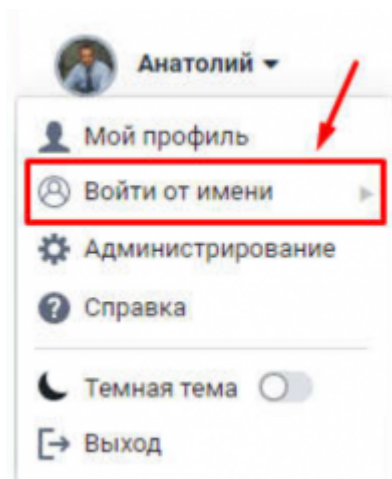 Анатолий
Мой профиль
Войти от имени
Администрирование
Справка
Темная тема
Выход